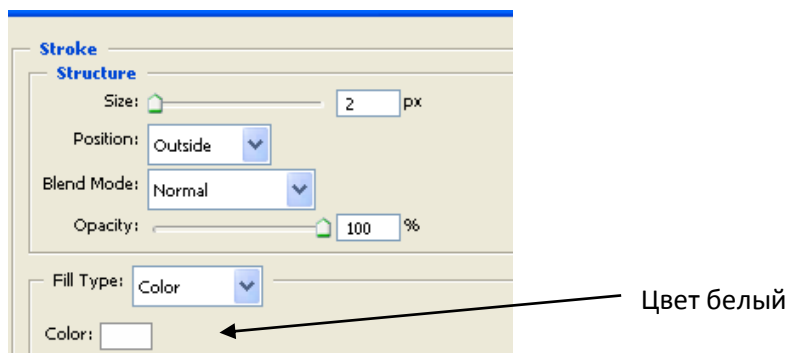 Stroke
Structure
Size: 2 px
Position: Outside
Blend Mode: Normal
Opacity: 100 %
Fill Type: Color
Цвет белый
Color: